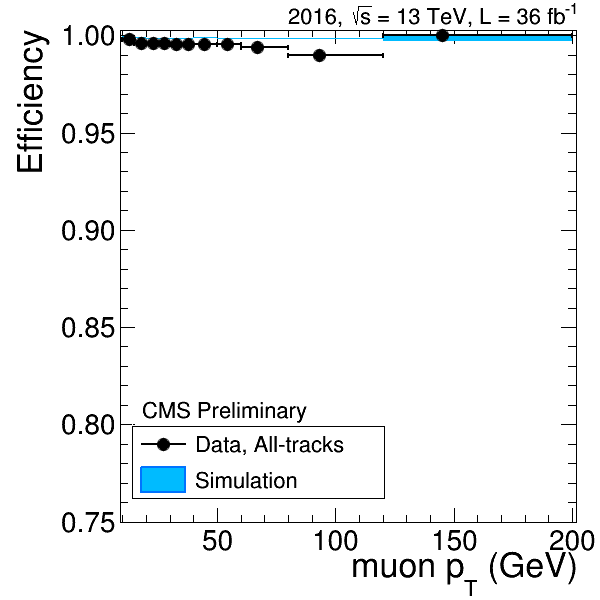 2016, √s = 13 TeV, L = 36 fb⁻¹
Efficiency
1.00
0.95
0.90
0.85
0.80
0.75
CMS Preliminary
Data, All-tracks
Simulation
50 100 150 200
muon p_T (GeV)